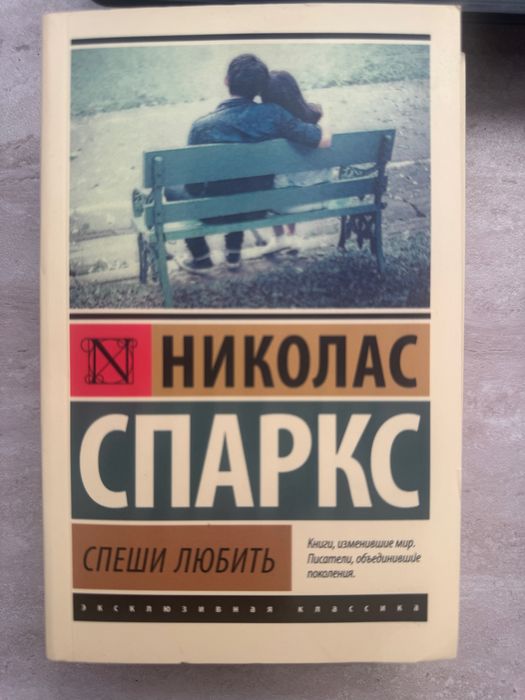 N
НИКОЛАС
СПАРКС
СПЕШИ ЛЮБИТЬ
Книги, изменившие мир.
Писатели, объединившие
поколения.
эксклюзивная классика